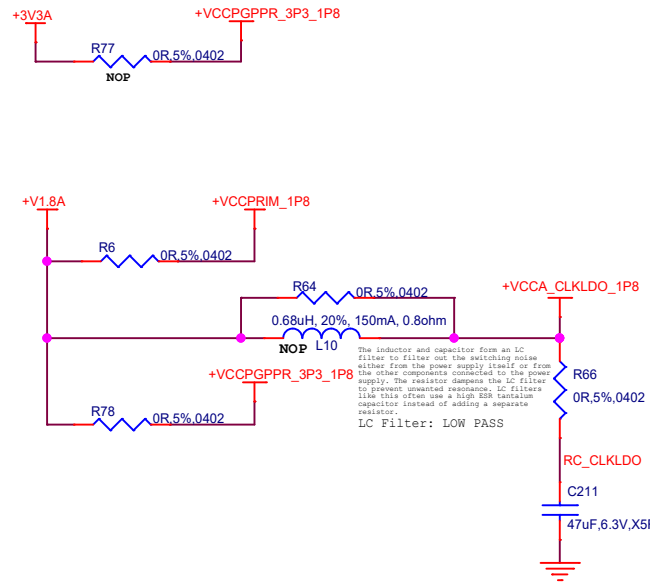 +3V3A
+VCCPGPPR_3P3_1P8
R77
0R,5%,0402
NOP
+V1.8A
+VCCPRIM_1P8
R6
0R,5%,0402
R64
0R,5%,0402
+VCCA_CLKLDO_1P8
0.68uH, 20%, 150mA, 0.8ohm
NOP
L10
The inductor and capacitor form an LC
filter to filter out the switching noise
either from the power supply itself or from
the other components connected to the power
supply. The resistor dampens the LC filter
to prevent unwanted resonance. LC filters
like this often use a high ESR tantalum
capacitor instead of adding a separate
resistor.
LC Filter: LOW PASS
+VCCPGPPR_3P3_1P8
R78
0R,5%,0402
R66
0R,5%,0402
RC_CLKLDO
C211
47uF,6.3V,X5